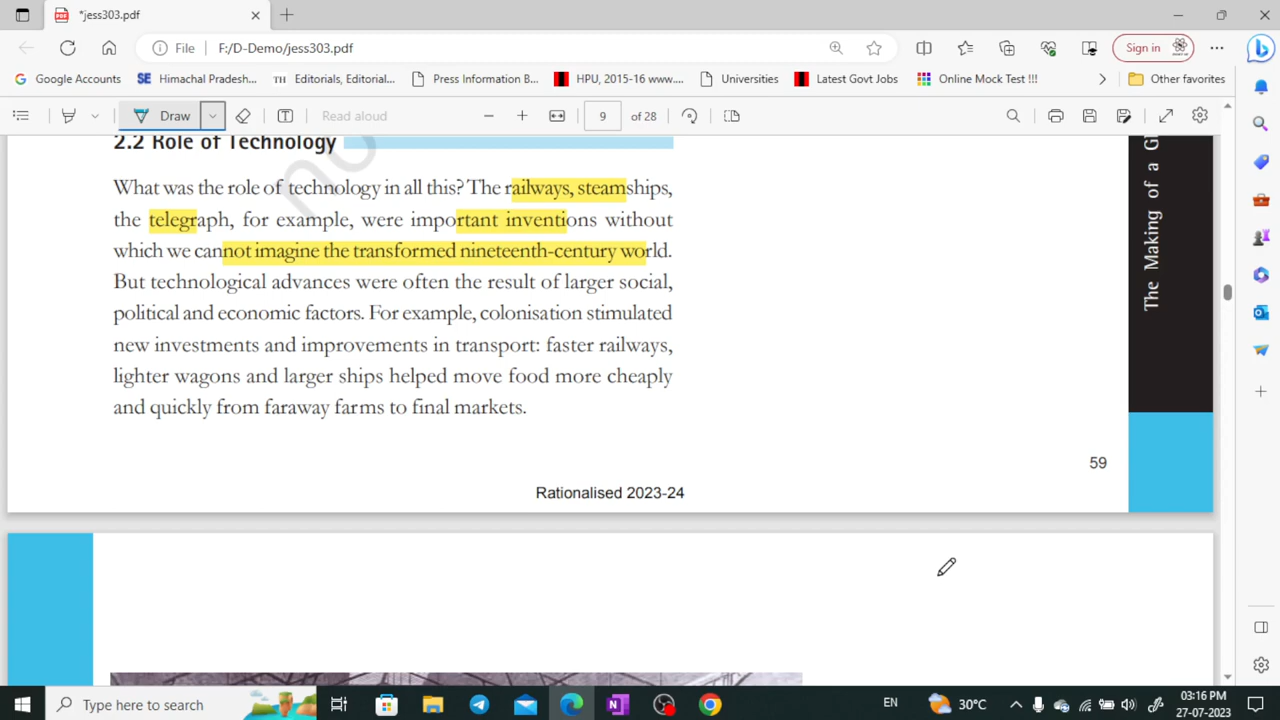 *jess303.pdf
File F:/D-Demo/jess303.pdf Sign in
Google Accounts SE Himachal Pradesh... TH Editorials, Editorial... Press Information B... HPU, 2015-16 www.... Universities Latest Govt Jobs Online Mock Test !!! Other favorites
Draw Read aloud 9 of 28
2.2 Role of Technology
What was the role of technology in all this? The railways, steamships,
the telegraph, for example, were important inventions without
which we cannot imagine the transformed nineteenth-century world.
But technological advances were often the result of larger social,
political and economic factors. For example, colonisation stimulated
new investments and improvements in transport: faster railways,
lighter wagons and larger ships helped move food more cheaply
and quickly from faraway farms to final markets.
no
The Making of a G
59
Rationalised 2023-24
Type here to search EN 30°C 03:16 PM
27-07-2023